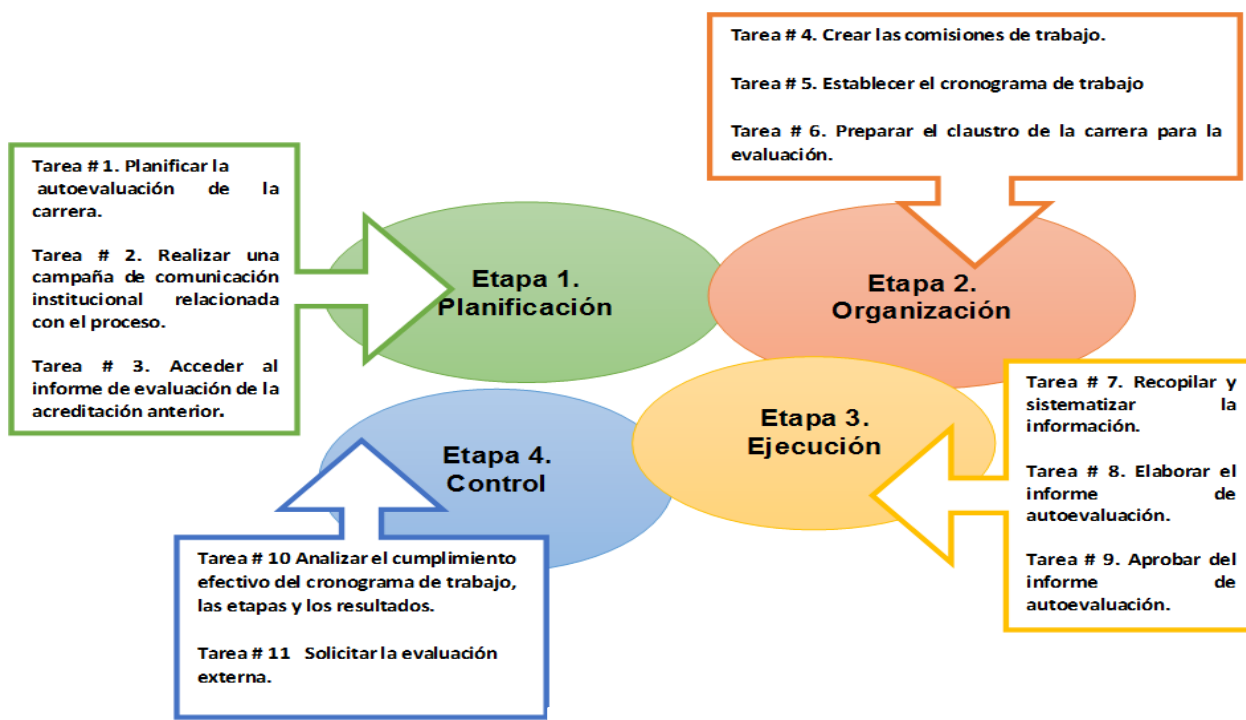 Tarea # 1. Planificar la
autoevaluación de la
carrera.
Tarea # 2. Realizar una
campaña de comunicación
institucional relacionada
con el proceso.
Tarea # 3. Acceder al
informe de evaluación de la
acreditación anterior.
Etapa 1.
Planificación
Tarea # 4. Crear las comisiones de trabajo.
Tarea # 5. Establecer el cronograma de trabajo
Tarea # 6. Preparar el claustro de la carrera para la
evaluación.
Etapa 2.
Organización
Etapa 3.
Ejecución
Tarea # 7. Recopilar y
sistematizar la
información.
Tarea # 8. Elaborar el
informe de
autoevaluación.
Tarea # 9. Aprobar del
informe de
autoevaluación.
Etapa 4.
Control
Tarea # 10 Analizar el cumplimiento
efectivo del cronograma de trabajo,
las etapas y los resultados.
Tarea # 11 Solicitar la evaluación
externa.